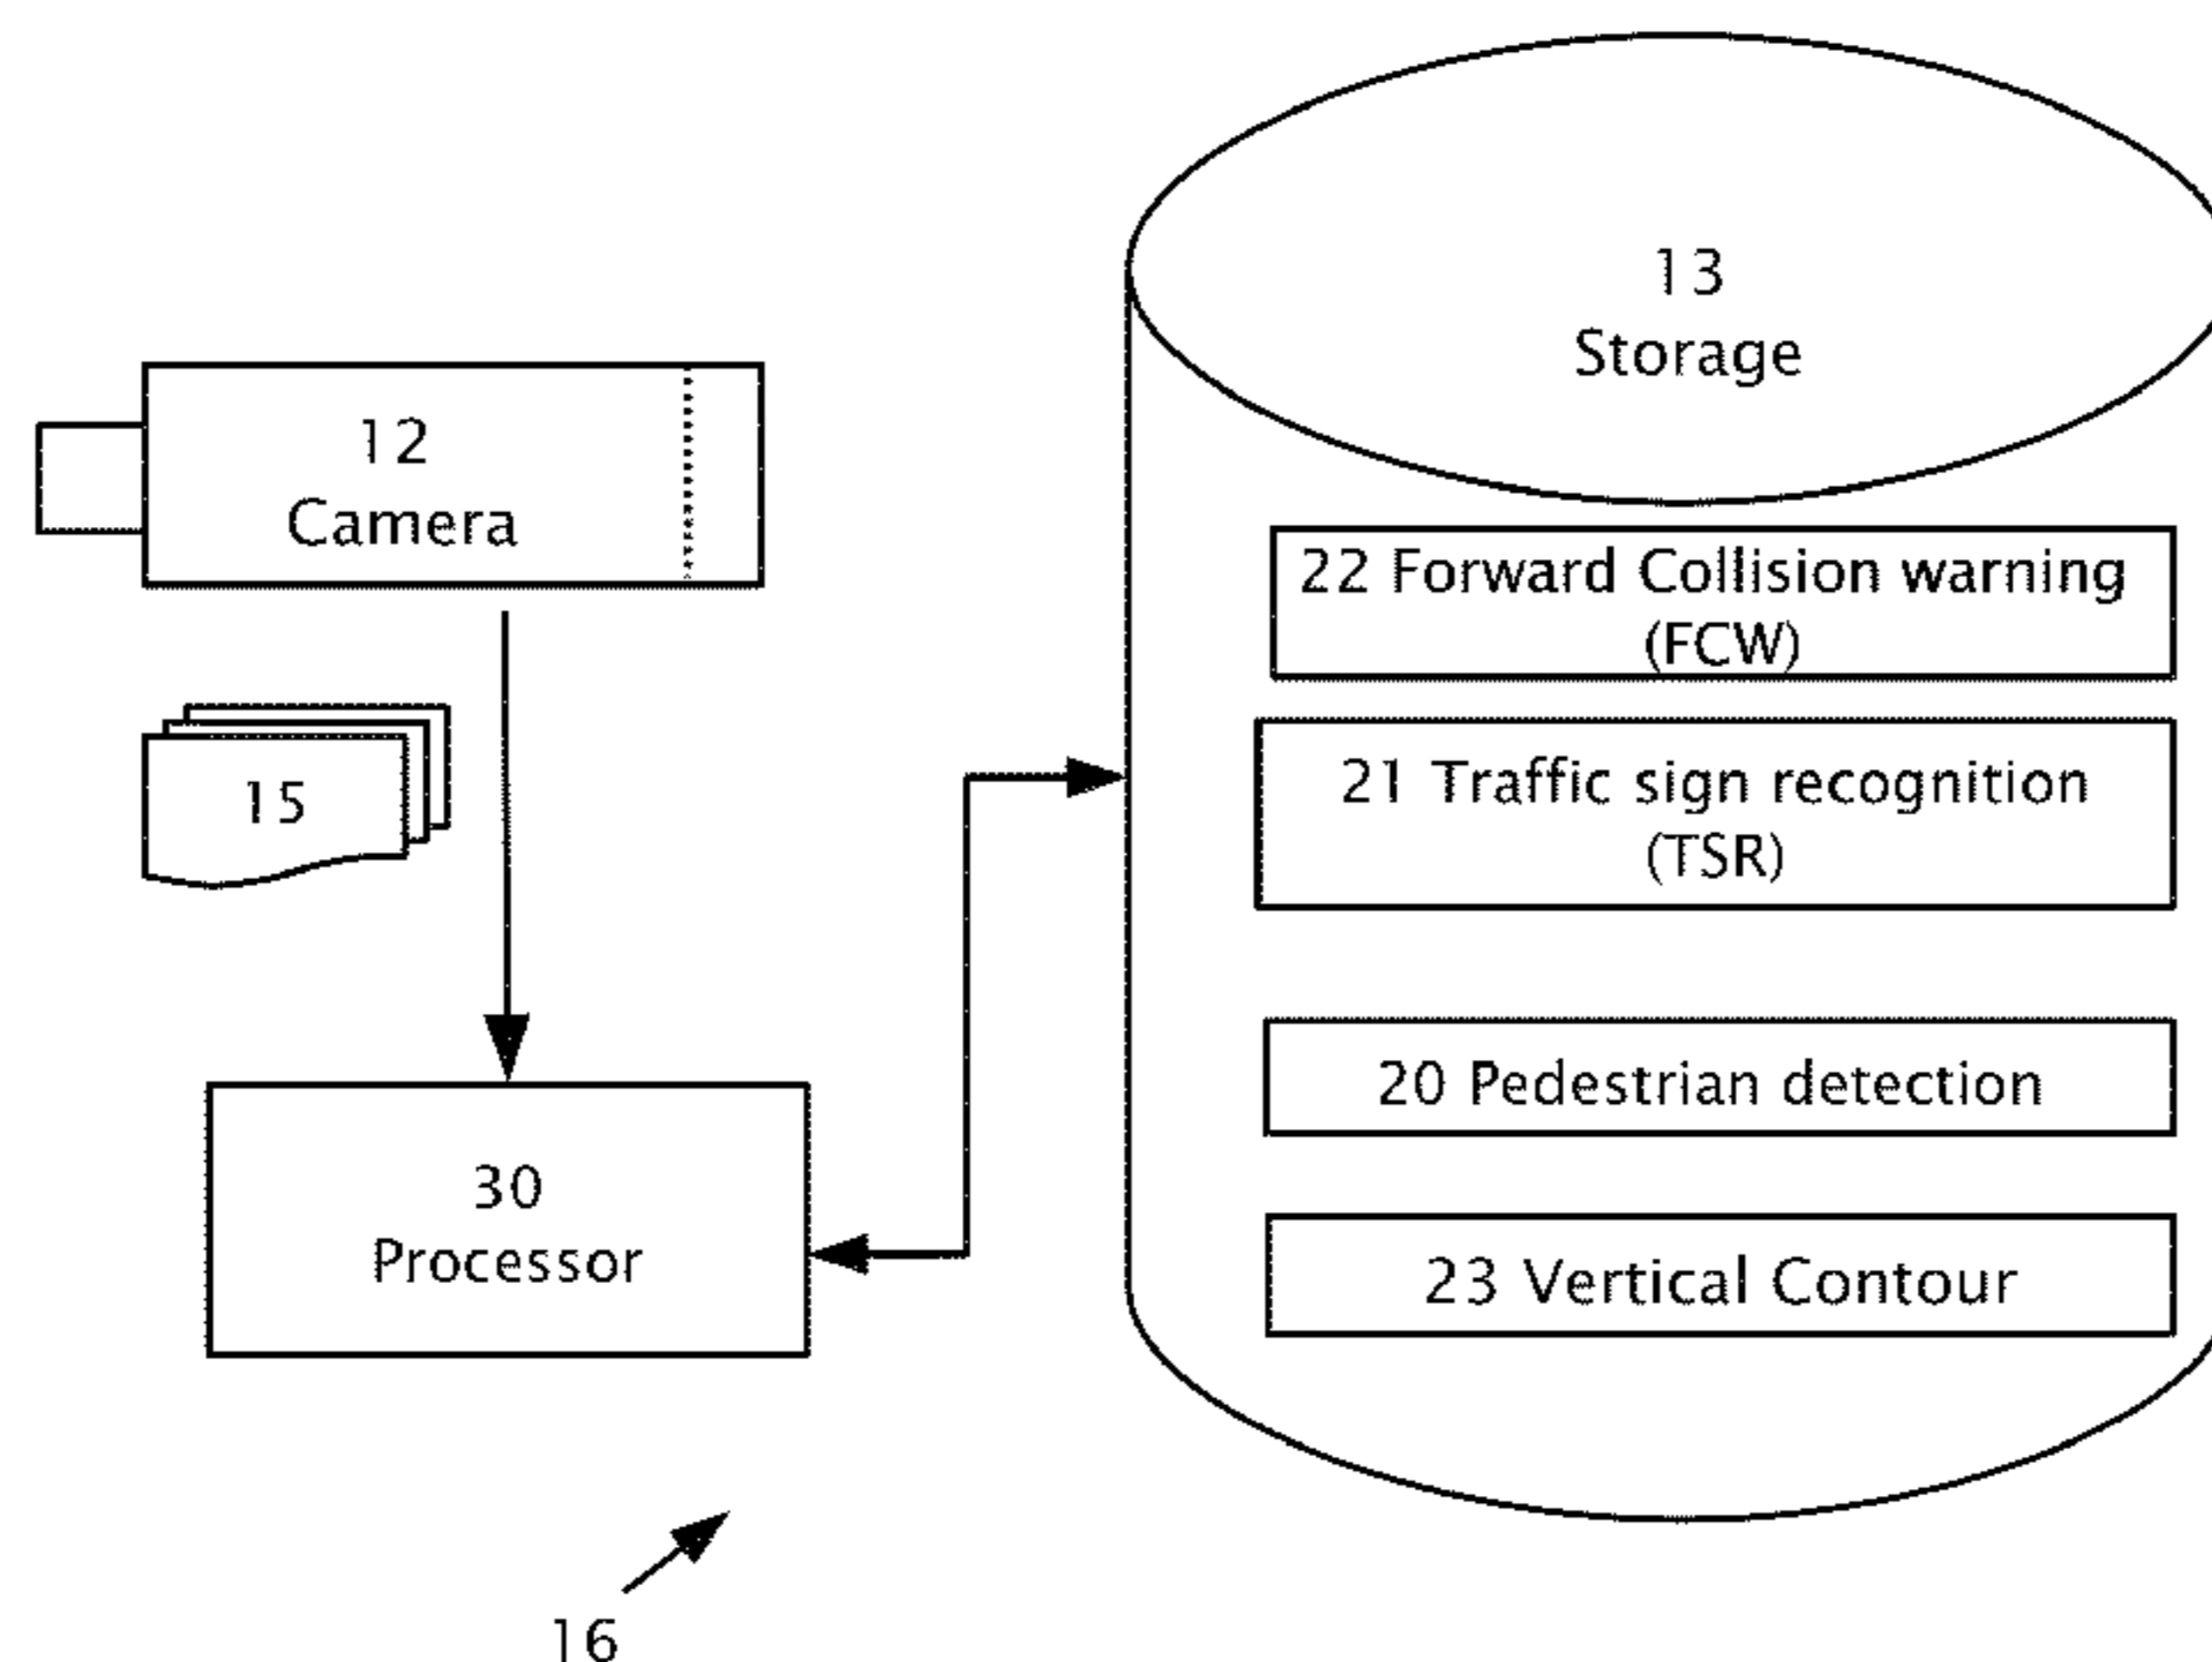 13
Storage
12
Camera
22 Forward Collision warning
(FCW)
15
21 Traffic sign recognition
(TSR)
20 Pedestrian detection
30
Processor
23 Vertical Contour
16